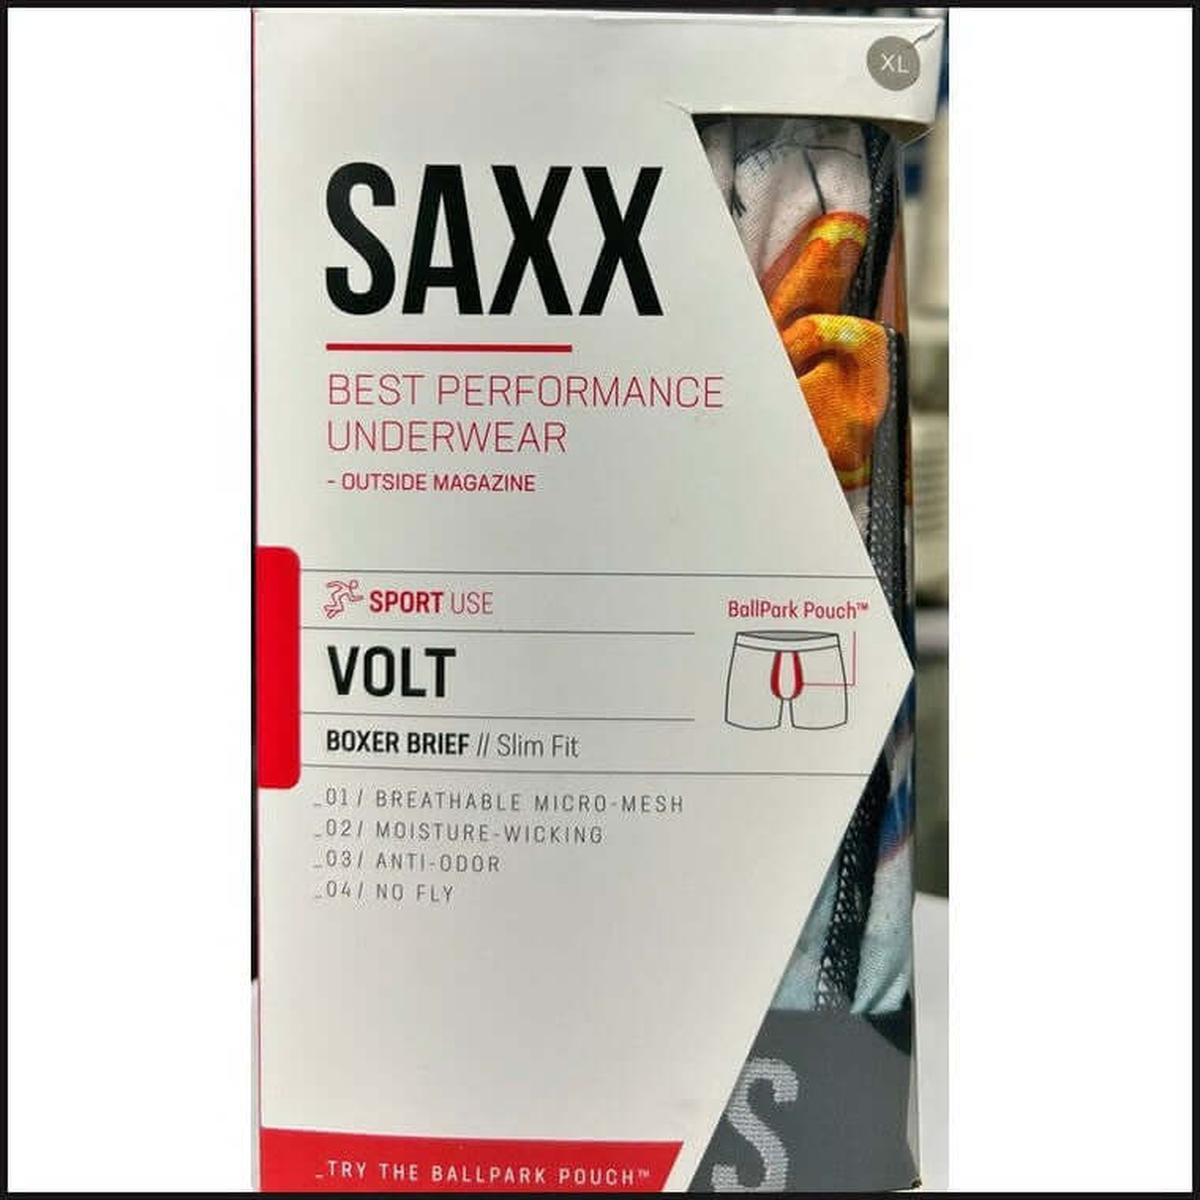 XL
SAXX
BEST PERFORMANCE
UNDERWEAR
- OUTSIDE MAGAZINE
SPORT USE
BallPark Pouch™
VOLT
BOXER BRIEF // Slim Fit
_01/ BREATHABLE MICRO-MESH
_02/ MOISTURE-WICKING
_03/ ANTI-ODOR
_04/ NO FLY
S
_TRY THE BALLPARK POUCH™